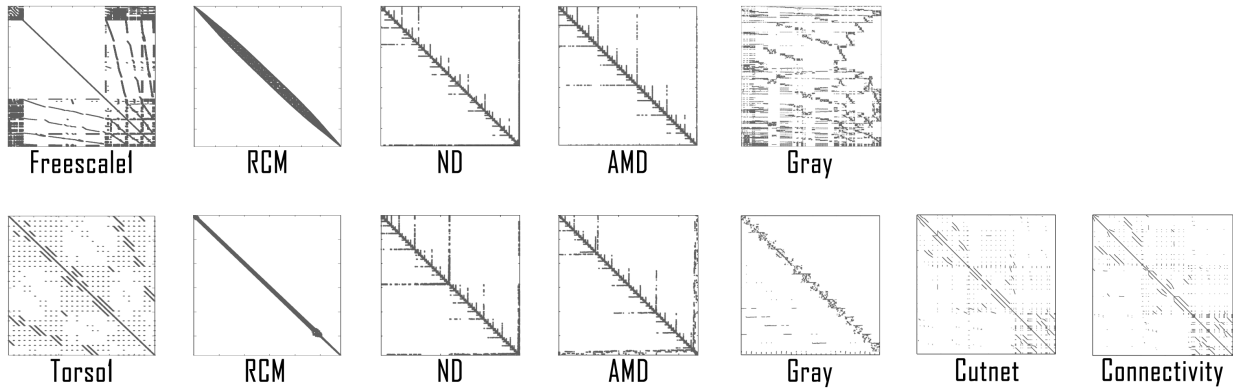 Freescale1 RCM ND AMD Gray
Torso1 RCM ND AMD Gray Cutnet Connectivity